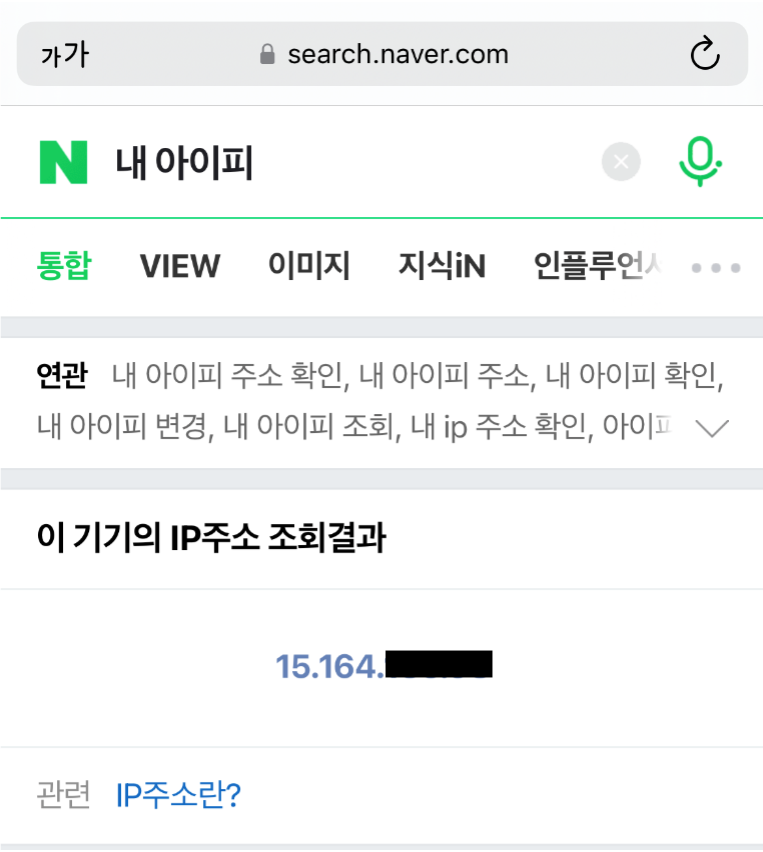 가가 search.naver.com
N 내 아이피
통합 VIEW 이미지 지식iN 인플루언
연관 내 아이피 주소 확인, 내 아이피 주소, 내 아이피 확인,
내 아이피 변경, 내 아이피 조회, 내 ip 주소 확인,
이 기기의 IP주소 조회결과
15.164.
관련 IP주소란?